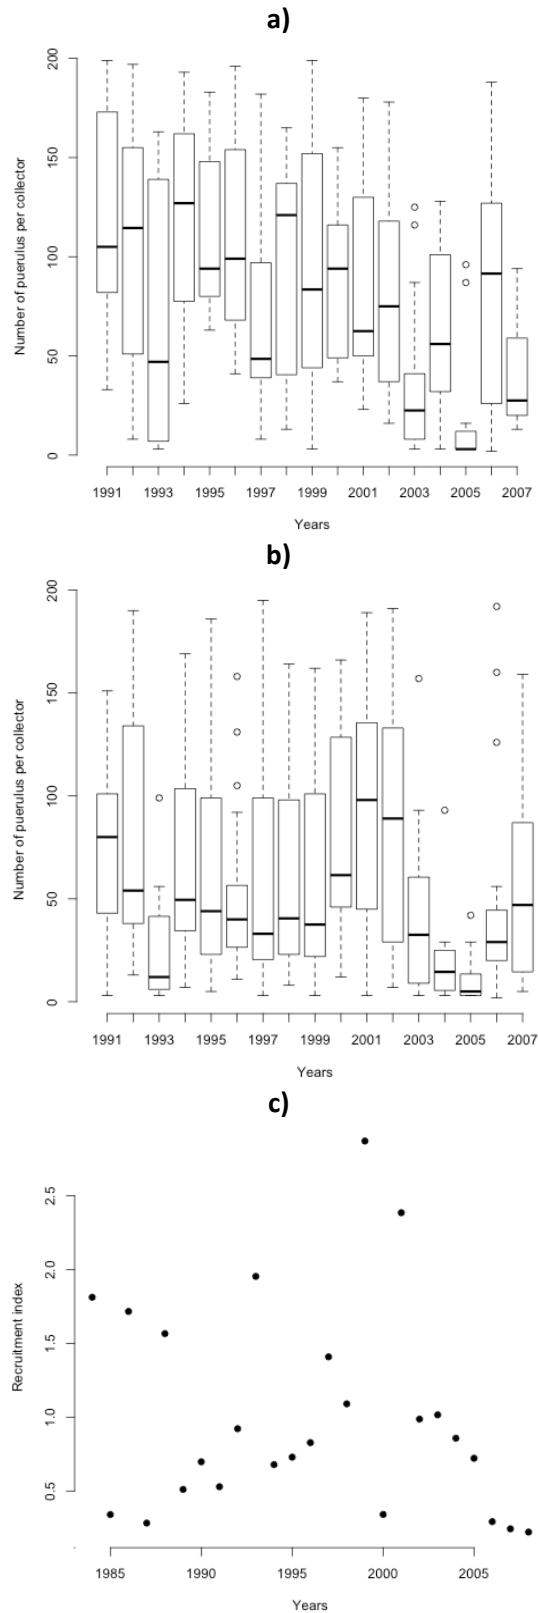 a)
Number of puerulus per collector
200
150
100
50
0
1991 1993 1995 1997 1999 2001 2003 2005 2007
Years
b)
Number of puerulus per collector
200
150
100
50
0
1991 1993 1995 1997 1999 2001 2003 2005 2007
Years
c)
Recruitment index
2.5
2.0
1.5
1.0
0.5
1985 1990 1995 2000 2005
Years